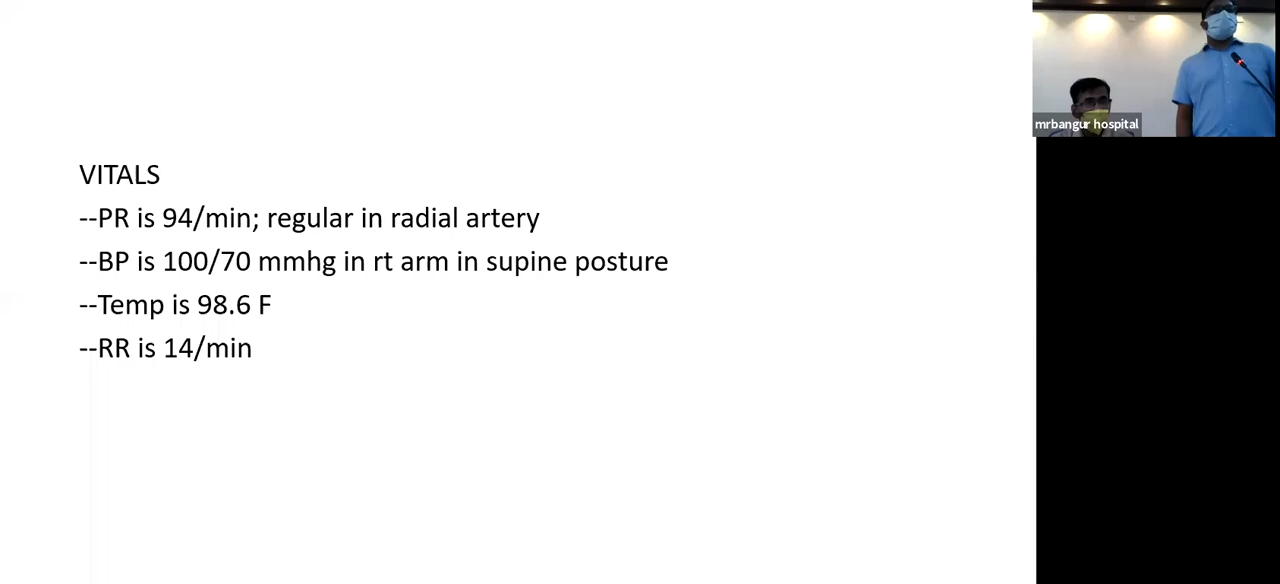 VITALS
--PR is 94/min; regular in radial artery
--BP is 100/70 mmhg in rt arm in supine posture
--Temp is 98.6 F
--RR is 14/min
mrbangur hospital